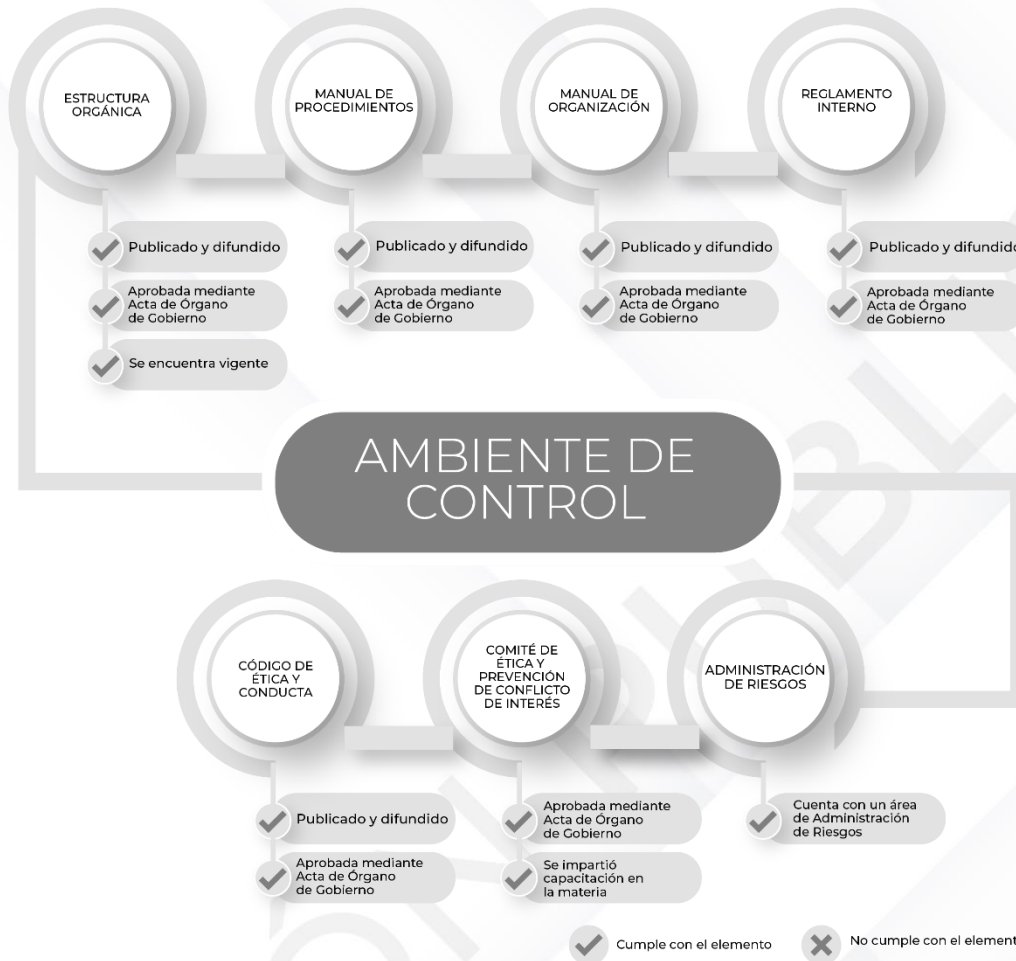 ESTRUCTURA
ORGÁNICA
MANUAL DE
PROCEDIMIENTOS
MANUAL DE
ORGANIZACIÓN
REGLAMENTO
INTERNO
Publicado y difundido
Aprobada mediante
Acta de Órgano
de Gobierno
Se encuentra vigente
Publicado y difundido
Aprobada mediante
Acta de Órgano
de Gobierno
Publicado y difundido
Aprobada mediante
Acta de Órgano
de Gobierno
Publicado y difundido
Aprobada mediante
Acta de Órgano
de Gobierno
AMBIENTE DE
CONTROL
CÓDIGO DE
ÉTICA Y
CONDUCTA
COMITÉ DE
ÉTICA Y
PREVENCIÓN
DE CONFLICTO
DE INTERÉS
ADMINISTRACIÓN
DE RIESGOS
Publicado y difundido
Aprobada mediante
Acta de Órgano
de Gobierno
Aprobada mediante
Acta de Órgano
de Gobierno
Se impartió
capacitación en
la materia
Cuenta con un área
de Administración
de Riesgos
Cumple con el elemento
No cumple con el element